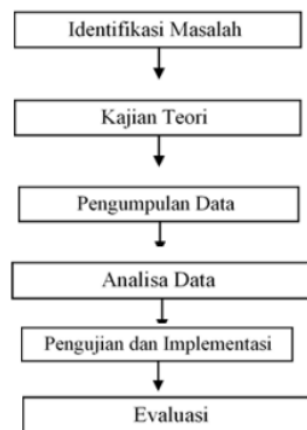 Identifikasi Masalah
Kajian Teori
Pengumpulan Data
Analisa Data
Pengujian dan Implementasi
Evaluasi